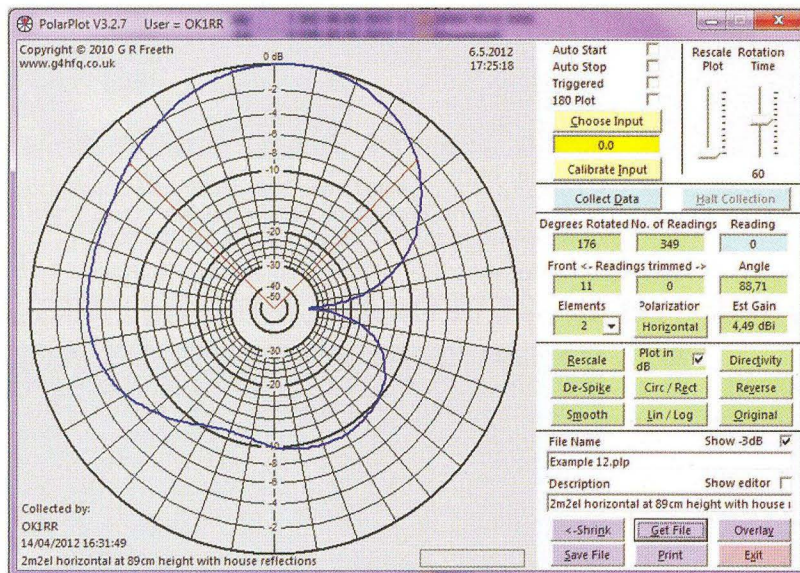 PolarPlot V3.2.7 User = OK1RR
Copyright © 2010 G R Freeth
www.g4hfq.co.uk
6.5.2012
17:25:18
0 dB
-2
-4
-6
-8
-10
-20
-30
-40
-50
-30
-20
-10
-8
-6
-4
-2
Collected by:
OK1RR
14/04/2012 16:31:49
2m2el horizontal at 89cm height with house reflections
Auto Start
Auto Stop
Triggered
180 Plot
Choose Input
0.0
Calibrate Input
Rescale Plot
Rotation Time
60
Collect Data
Halt Collection
Degrees Rotated No. of Readings Reading
176 349 0
Front <- Readings trimmed -> Angle
11 0 88,71
Elements Polarization Est Gain
2 Horizontal 4,49 dBi
Rescale Plot in dB Directivity
De-Spike Circ / Rect Reverse
Smooth Lin / Log Original
File Name Show -3dB
Example 12.plp
Description Show editor
2m2el horizontal at 89cm height with house r
<-Shrink Get File Overlay
Save File Print Exit